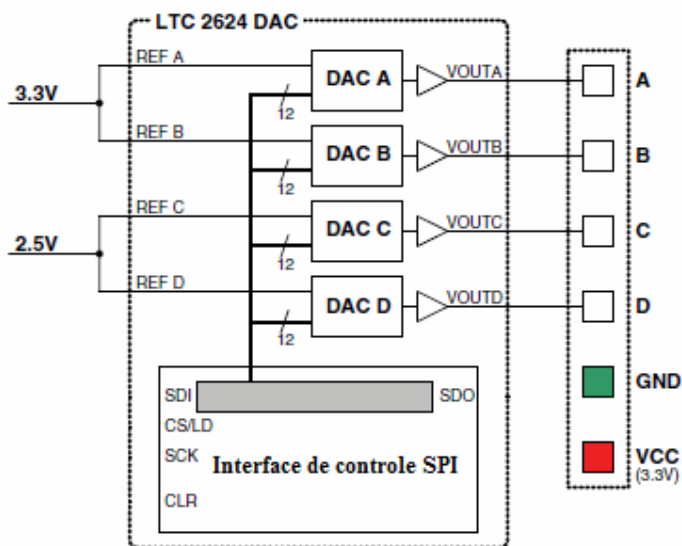 LTC 2624 DAC
REF A
3.3V
12
DAC A
VOUTA
A
REF B
12
DAC B
VOUTB
B
REF C
2.5V
12
DAC C
VOUTC
C
REF D
12
DAC D
VOUTD
D
SDI
SDO
CS/LD
SCK
Interface de controle SPI
CLR
GND
VCC
(3.3V)